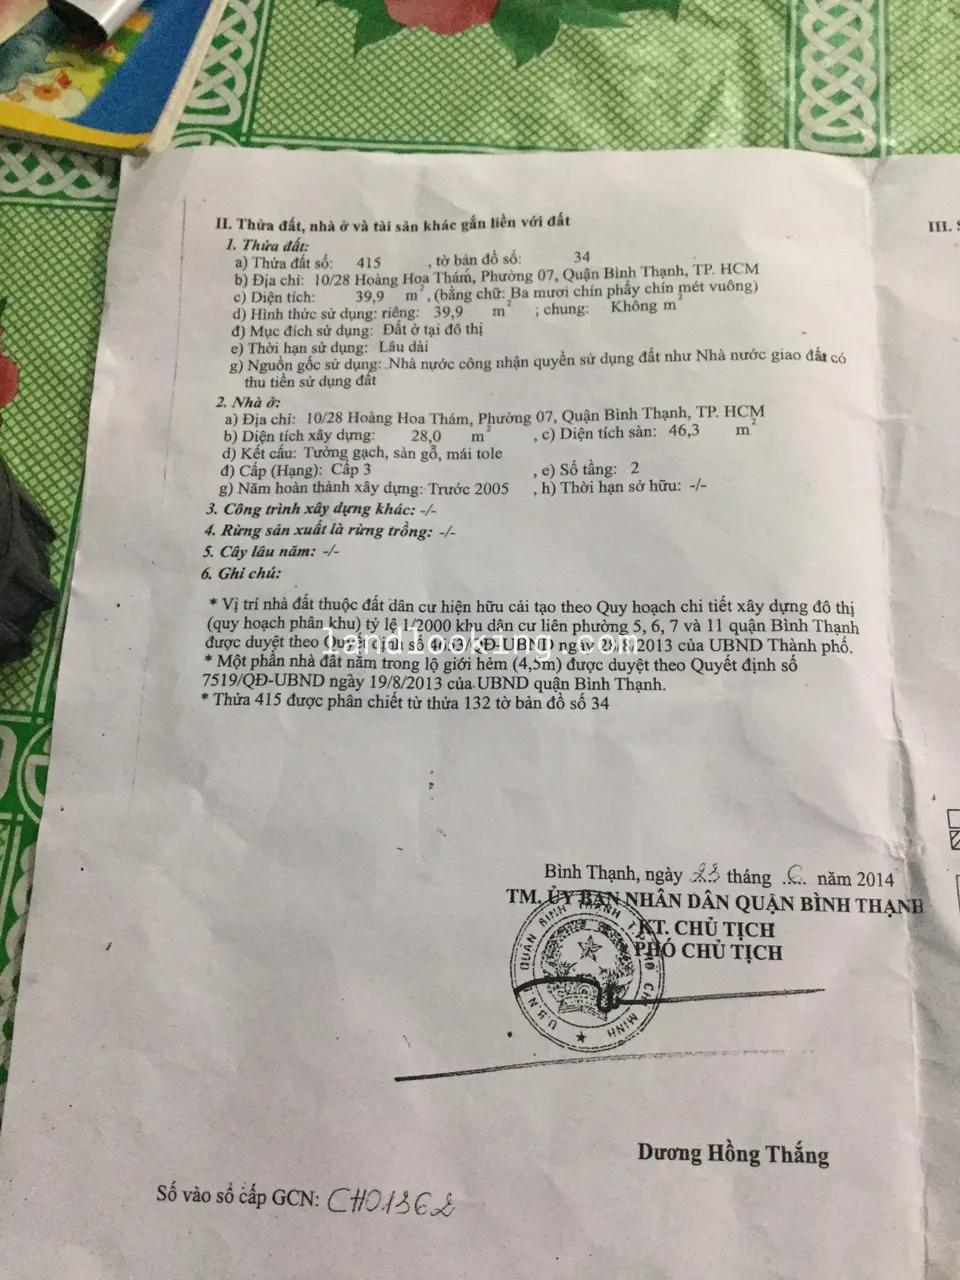 II. Thửa đất, nhà ở và tài sản khác gắn liền với đất
III.
1. Thửa đất:
a) Thửa đất số: 415 , tờ bản đồ số: 34
b) Địa chỉ: 10/28 Hoàng Hoa Thám, Phường 07, Quận Bình Thạnh, TP. HCM
c) Diện tích: 39,9 m², (bằng chữ: Ba mươi chín phẩy chín mét vuông)
d) Hình thức sử dụng: riêng: 39,9 m² ; chung: Không m²
đ) Mục đích sử dụng: Đất ở tại đô thị
e) Thời hạn sử dụng: Lâu dài
g) Nguồn gốc sử dụng: Nhà nước công nhận quyền sử dụng đất như Nhà nước giao đất có
thu tiền sử dụng đất
2. Nhà ở:
a) Địa chỉ: 10/28 Hoàng Hoa Thám, Phường 07, Quận Bình Thạnh, TP. HCM
b) Diện tích xây dựng: 28,0 m² , c) Diện tích sàn: 46,3 m²
d) Kết cấu: Tường gạch, sàn gỗ, mái tole
đ) Cấp (Hạng): Cấp 3 , e) Số tầng: 2
g) Năm hoàn thành xây dựng: Trước 2005 , h) Thời hạn sở hữu: -/-
3. Công trình xây dựng khác: -/-
4. Rừng sản xuất là rừng trồng: -/-
5. Cây lâu năm: -/-
6. Ghi chú:
* Vị trí nhà đất thuộc đất dân cư hiện hữu cải tạo theo Quy hoạch chi tiết xây dựng đô thị
(quy hoạch phân khu) tỷ lệ 1/2000 khu dân cư liên phường 5, 6, 7 và 11 quận Bình Thạnh
được duyệt theo Quyết định số 4663/QĐ-UBND ngày 28/8/2013 của UBND Thành phố.
landlooking.com
* Một phần nhà đất nằm trong lộ giới hẻm (4,5m) được duyệt theo Quyết định số
7519/QĐ-UBND ngày 19/8/2013 của UBND quận Bình Thạnh.
* Thửa 415 được phân chiết từ thửa 132 tờ bản đồ số 34
Bình Thạnh, ngày 23 tháng 6 năm 2014
TM. ỦY BAN NHÂN DÂN QUẬN BÌNH THẠNH
KT. CHỦ TỊCH
PHÓ CHỦ TỊCH
U.B.N.D QUẬN BÌNH THẠNH T.P HỒ CHÍ MINH
Dương Hồng Thắng
Số vào sổ cấp GCN: CH01362